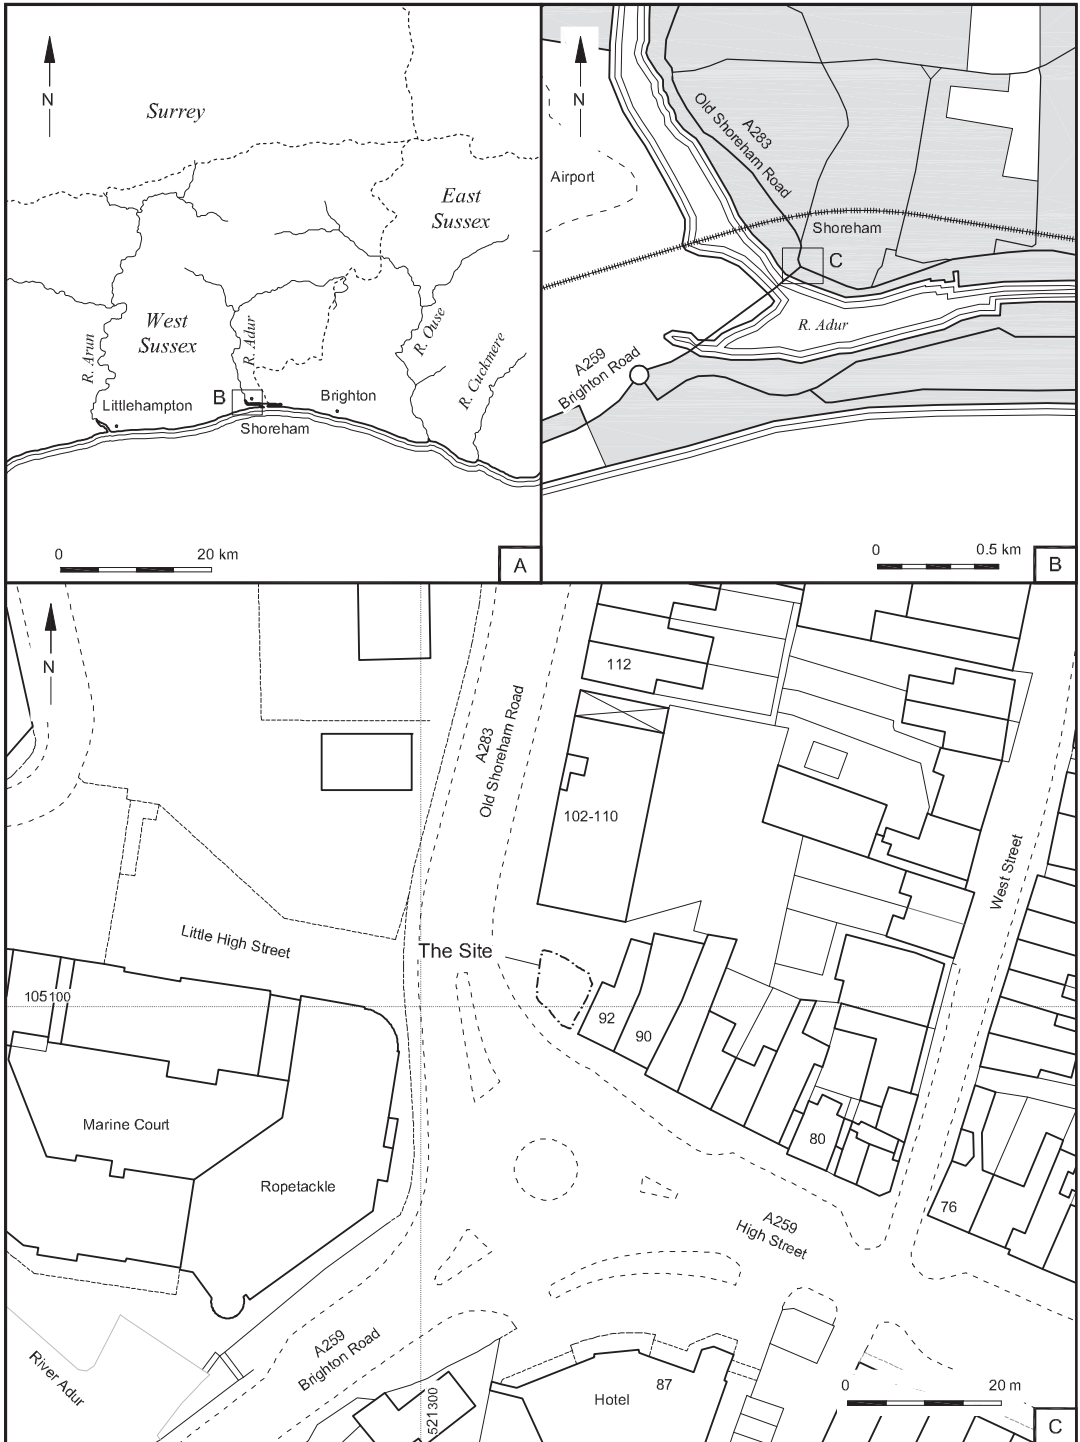 N
Surrey
East
Sussex
West
Sussex
R. Arun
R. Adur
R. Ouse
R. Cuckmere
B
Littlehampton
Brighton
Shoreham
0 20 km
A
N
Airport
A283
Old Shoreham Road
Shoreham
C
R. Adur
A259
Brighton Road
0 0.5 km
B
N
112
A283
Old Shoreham Road
102-110
West Street
Little High Street
The Site
105100
92
90
Marine Court
80
Ropetackle
76
A259
High Street
A259
Brighton Road
River Adur
521300
Hotel
87
0 20 m
C